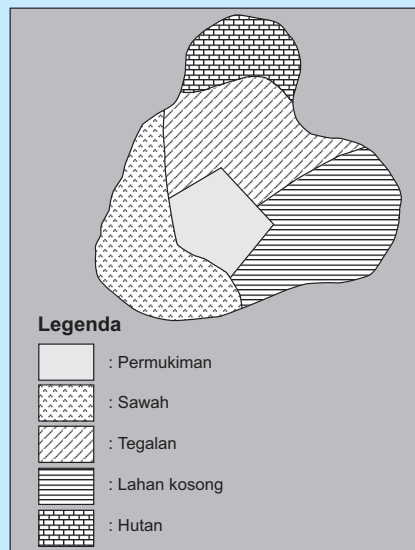 Legenda
: Permukiman
: Sawah
: Tegalan
: Lahan kosong
: Hutan